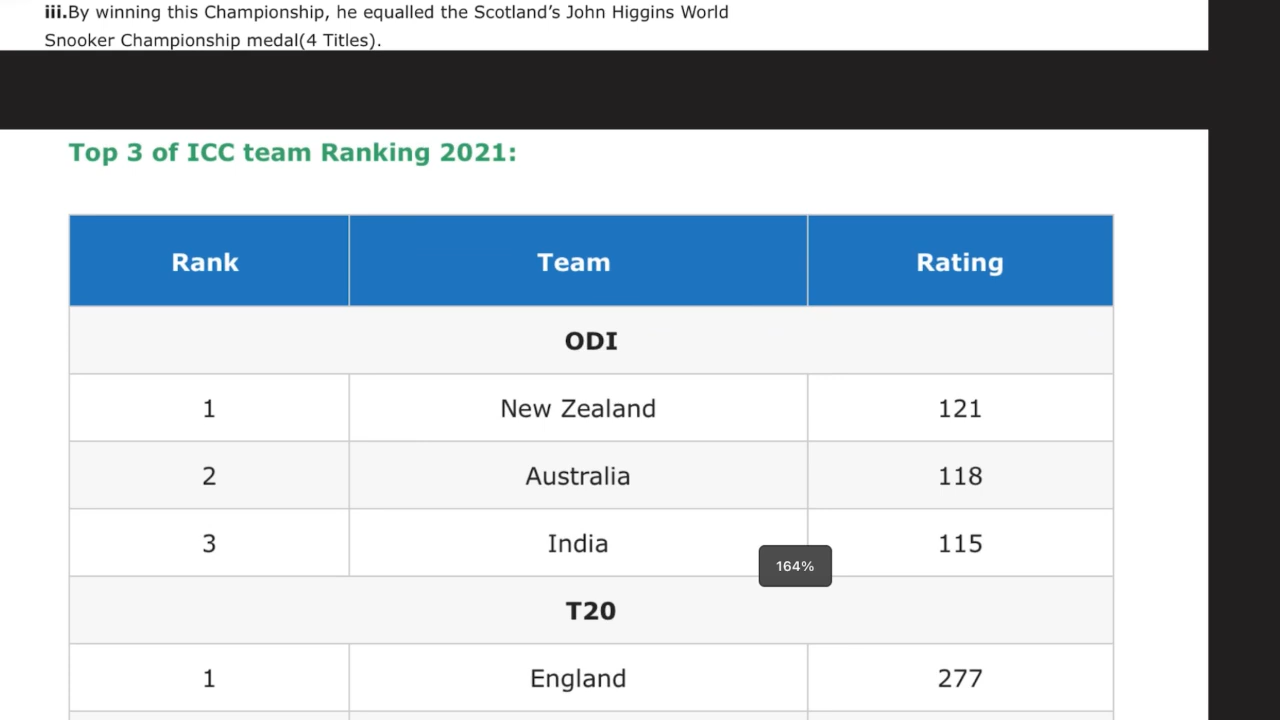 iii.By winning this Championship, he equalled the Scotland’s John Higgins World
Snooker Championship medal(4 Titles).
Top 3 of ICC team Ranking 2021:
Rank Team Rating
ODI
1 New Zealand 121
2 Australia 118
3 India 115
164%
T20
1 England 277